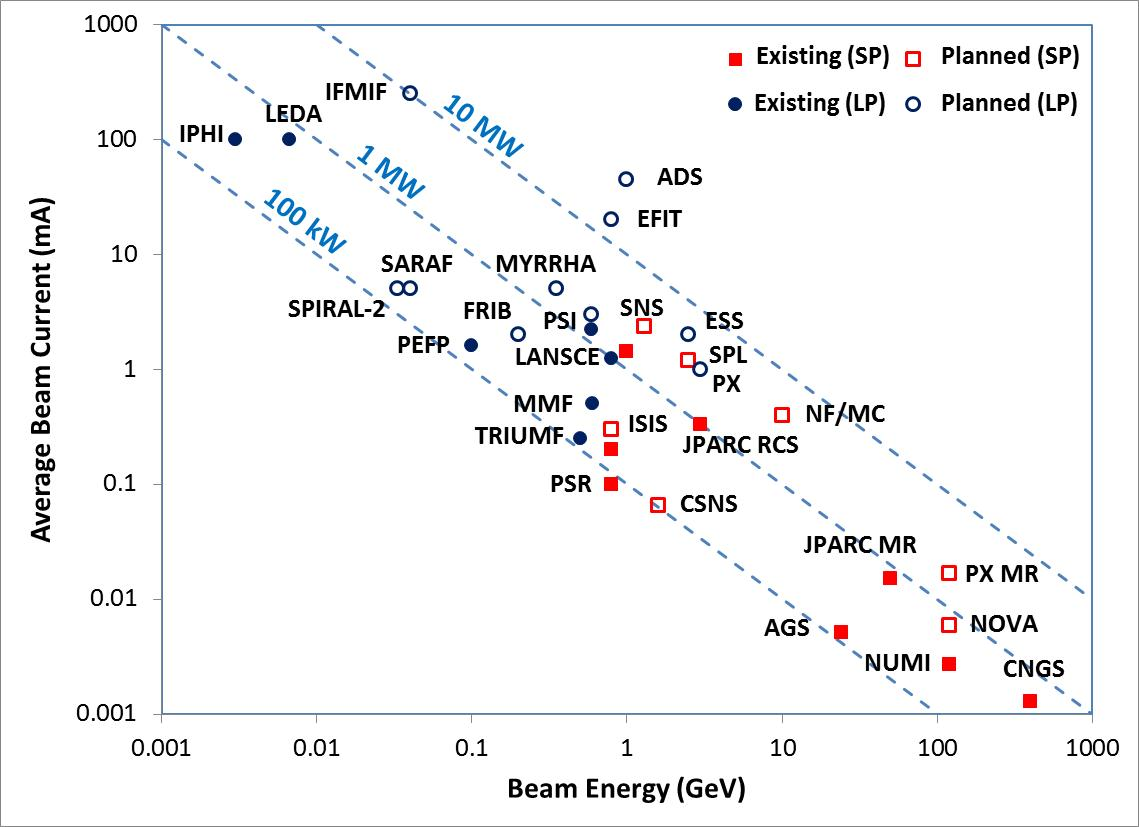 1000
100
10
1
0.1
0.01
0.001
Average Beam Current (mA)
Existing (SP) Planned (SP)
Existing (LP) Planned (LP)
IFMIF
LEDA
IPHI
10 MW
1 MW
100 kW
ADS
EFIT
SARAF
MYRRHA
SPIRAL-2
FRIB
PSI
SNS
ESS
PEFP
LANSCE
SPL
PX
MMF
ISIS
NF/MC
TRIUMF
JPARC RCS
PSR
CSNS
JPARC MR
PX MR
AGS
NOVA
NUMI
CNGS
0.001 0.01 0.1 1 10 100 1000
Beam Energy (GeV)